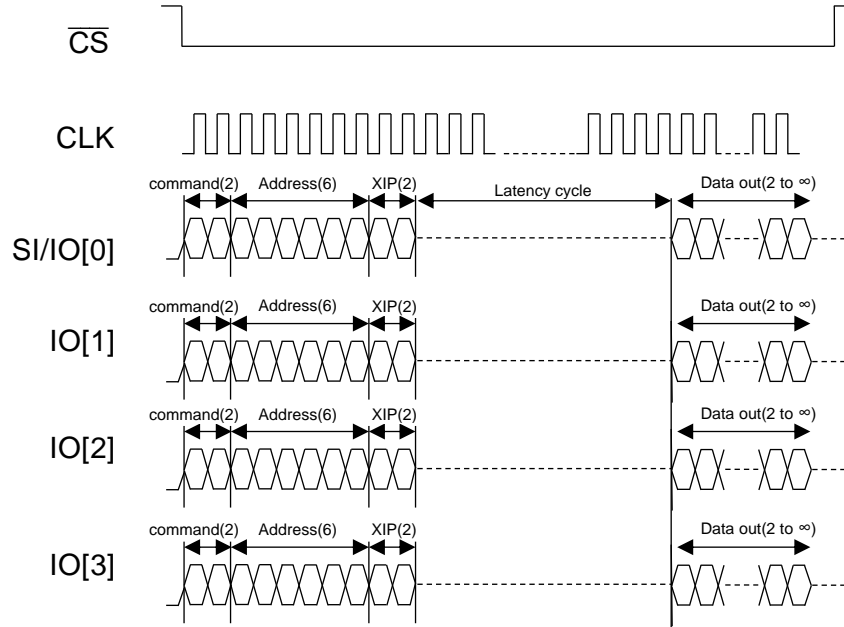 CS
CLK
command(2) Address(6) XIP(2) Latency cycle Data out(2 to ∞)
SI/IO[0]
command(2) Address(6) XIP(2) Data out(2 to ∞)
IO[1]
command(2) Address(6) XIP(2) Data out(2 to ∞)
IO[2]
command(2) Address(6) XIP(2) Data out(2 to ∞)
IO[3]